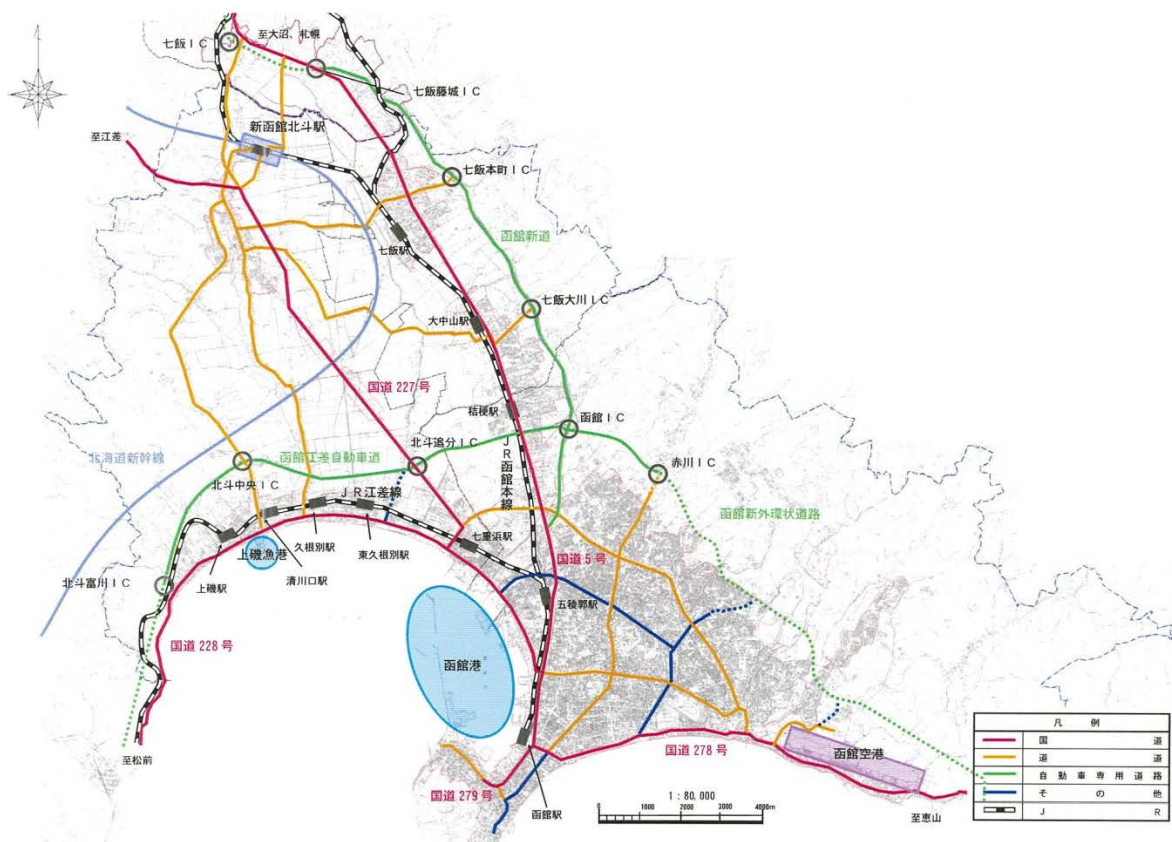 至大沼、札幌
七飯IC
七飯藤城IC
新函館北斗駅
至江差
七飯本町IC
七飯駅
函館新道
七飯大川IC
大中山駅
国道227号
桔梗駅
函館IC
北斗追分IC
JR函館本線
赤川IC
北海道新幹線
函館江差自動車道
北斗中央IC
JR江差線
函館新外環状道路
久根別駅
東久根別駅
七重浜駅
国道5号
上磯漁港
上磯駅
清川口駅
北斗富川IC
五稜郭駅
国道228号
函館港
至松前
国道278号
函館空港
国道279号
函館駅
至恵山
1:80,000
0 1000 2000 3000 4000m
凡例
国道
道道
自動車専用道路
その他
JR